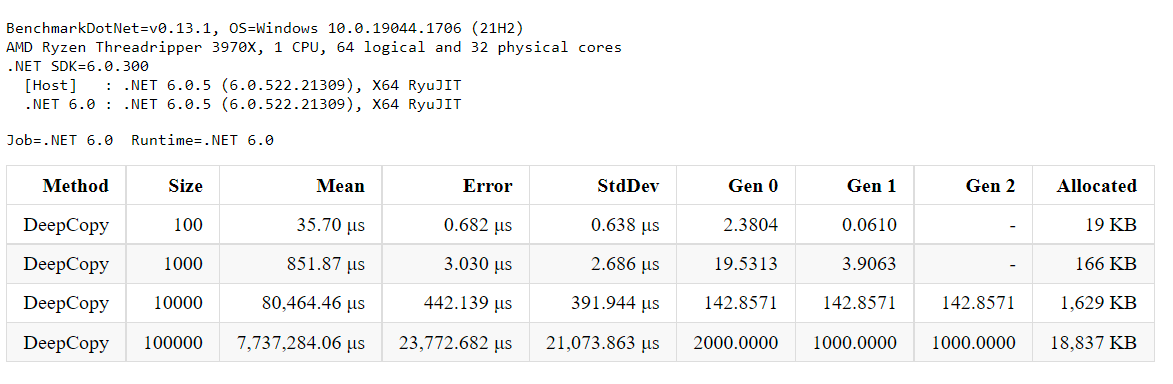 BenchmarkDotNet=v0.13.1, OS=Windows 10.0.19044.1706 (21H2)
AMD Ryzen Threadripper 3970X, 1 CPU, 64 logical and 32 physical cores
.NET SDK=6.0.300
[Host] : .NET 6.0.5 (6.0.522.21309), X64 RyuJIT
.NET 6.0 : .NET 6.0.5 (6.0.522.21309), X64 RyuJIT
Job=.NET 6.0 Runtime=.NET 6.0
Method Size Mean Error StdDev Gen 0 Gen 1 Gen 2 Allocated
DeepCopy 100 35.70 μs 0.682 μs 0.638 μs 2.3804 0.0610 - 19 KB
DeepCopy 1000 851.87 μs 3.030 μs 2.686 μs 19.5313 3.9063 - 166 KB
DeepCopy 10000 80,464.46 μs 442.139 μs 391.944 μs 142.8571 142.8571 142.8571 1,629 KB
DeepCopy 100000 7,737,284.06 μs 23,772.682 μs 21,073.863 μs 2000.0000 1000.0000 1000.0000 18,837 KB